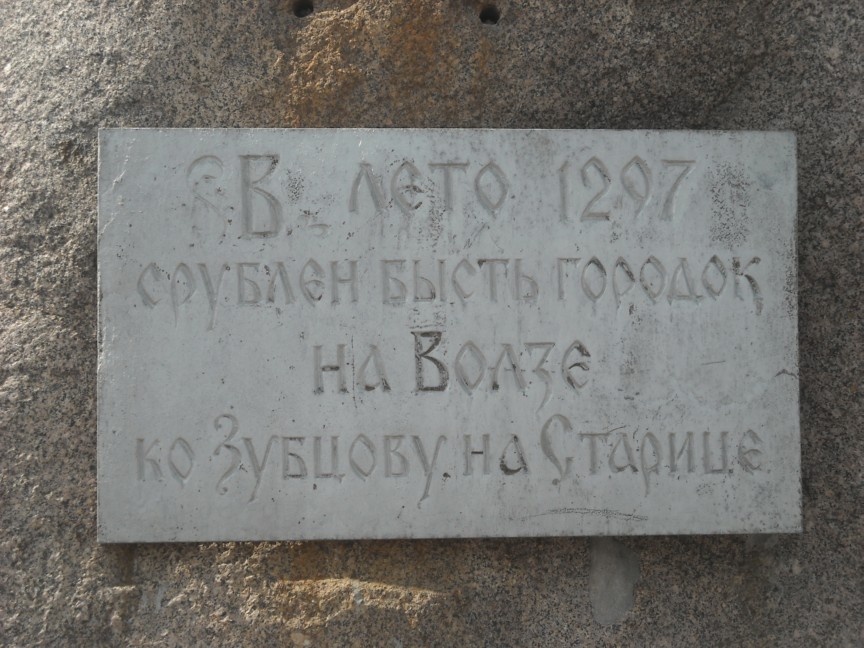 В лето 1297
срублен бысть городок
на Волзе
ко Зубцову на Старице